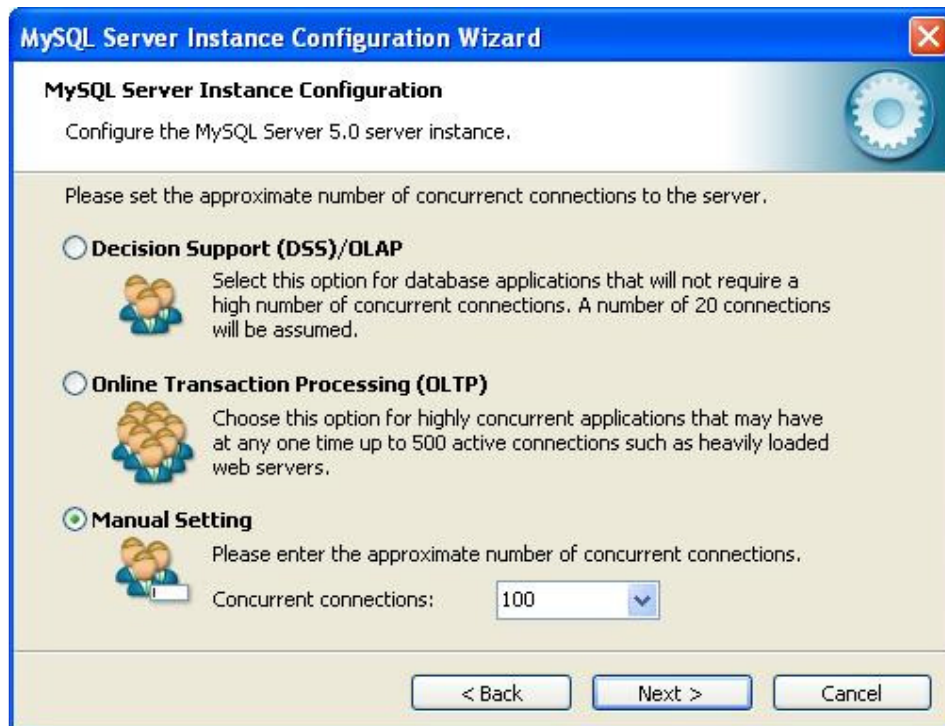 MySQL Server Instance Configuration Wizard
MySQL Server Instance Configuration
Configure the MySQL Server 5.0 server instance.
Please set the approximate number of concurrenct connections to the server.
Decision Support (DSS)/OLAP
Select this option for database applications that will not require a
high number of concurrent connections. A number of 20 connections
will be assumed.
Online Transaction Processing (OLTP)
Choose this option for highly concurrent applications that may have
at any one time up to 500 active connections such as heavily loaded
web servers.
Manual Setting
Please enter the approximate number of concurrent connections.
Concurrent connections: 100
< Back Next > Cancel